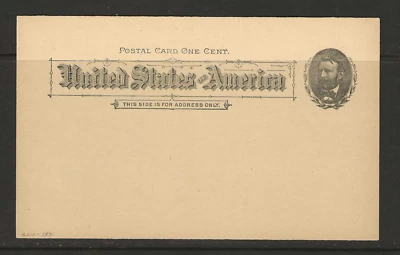 POSTAL CARD ONE CENT.
United States of America
THIS SIDE IS FOR ADDRESS ONLY.